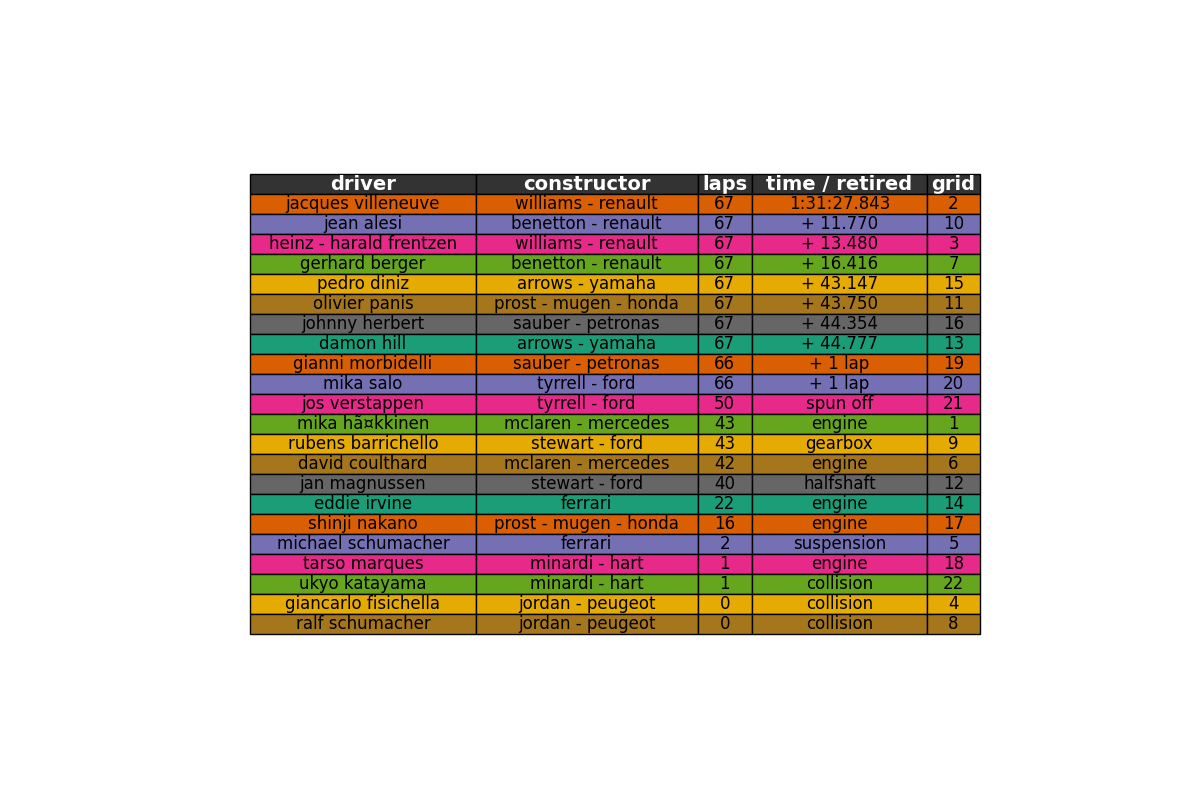 driver constructor laps time / retired grid
jacques villeneuve williams - renault 67 1:31:27.843 2
jean alesi benetton - renault 67 + 11.770 10
heinz - harald frentzen williams - renault 67 + 13.480 3
gerhard berger benetton - renault 67 + 16.416 7
pedro diniz arrows - yamaha 67 + 43.147 15
olivier panis prost - mugen - honda 67 + 43.750 11
johnny herbert sauber - petronas 67 + 44.354 16
damon hill arrows - yamaha 67 + 44.777 13
gianni morbidelli sauber - petronas 66 + 1 lap 19
mika salo tyrrell - ford 66 + 1 lap 20
jos verstappen tyrrell - ford 50 spun off 21
mika hã¤kkinen mclaren - mercedes 43 engine 1
rubens barrichello stewart - ford 43 gearbox 9
david coulthard mclaren - mercedes 42 engine 6
jan magnussen stewart - ford 40 halfshaft 12
eddie irvine ferrari 22 engine 14
shinji nakano prost - mugen - honda 16 engine 17
michael schumacher ferrari 2 suspension 5
tarso marques minardi - hart 1 engine 18
ukyo katayama minardi - hart 1 collision 22
giancarlo fisichella jordan - peugeot 0 collision 4
ralf schumacher jordan - peugeot 0 collision 8